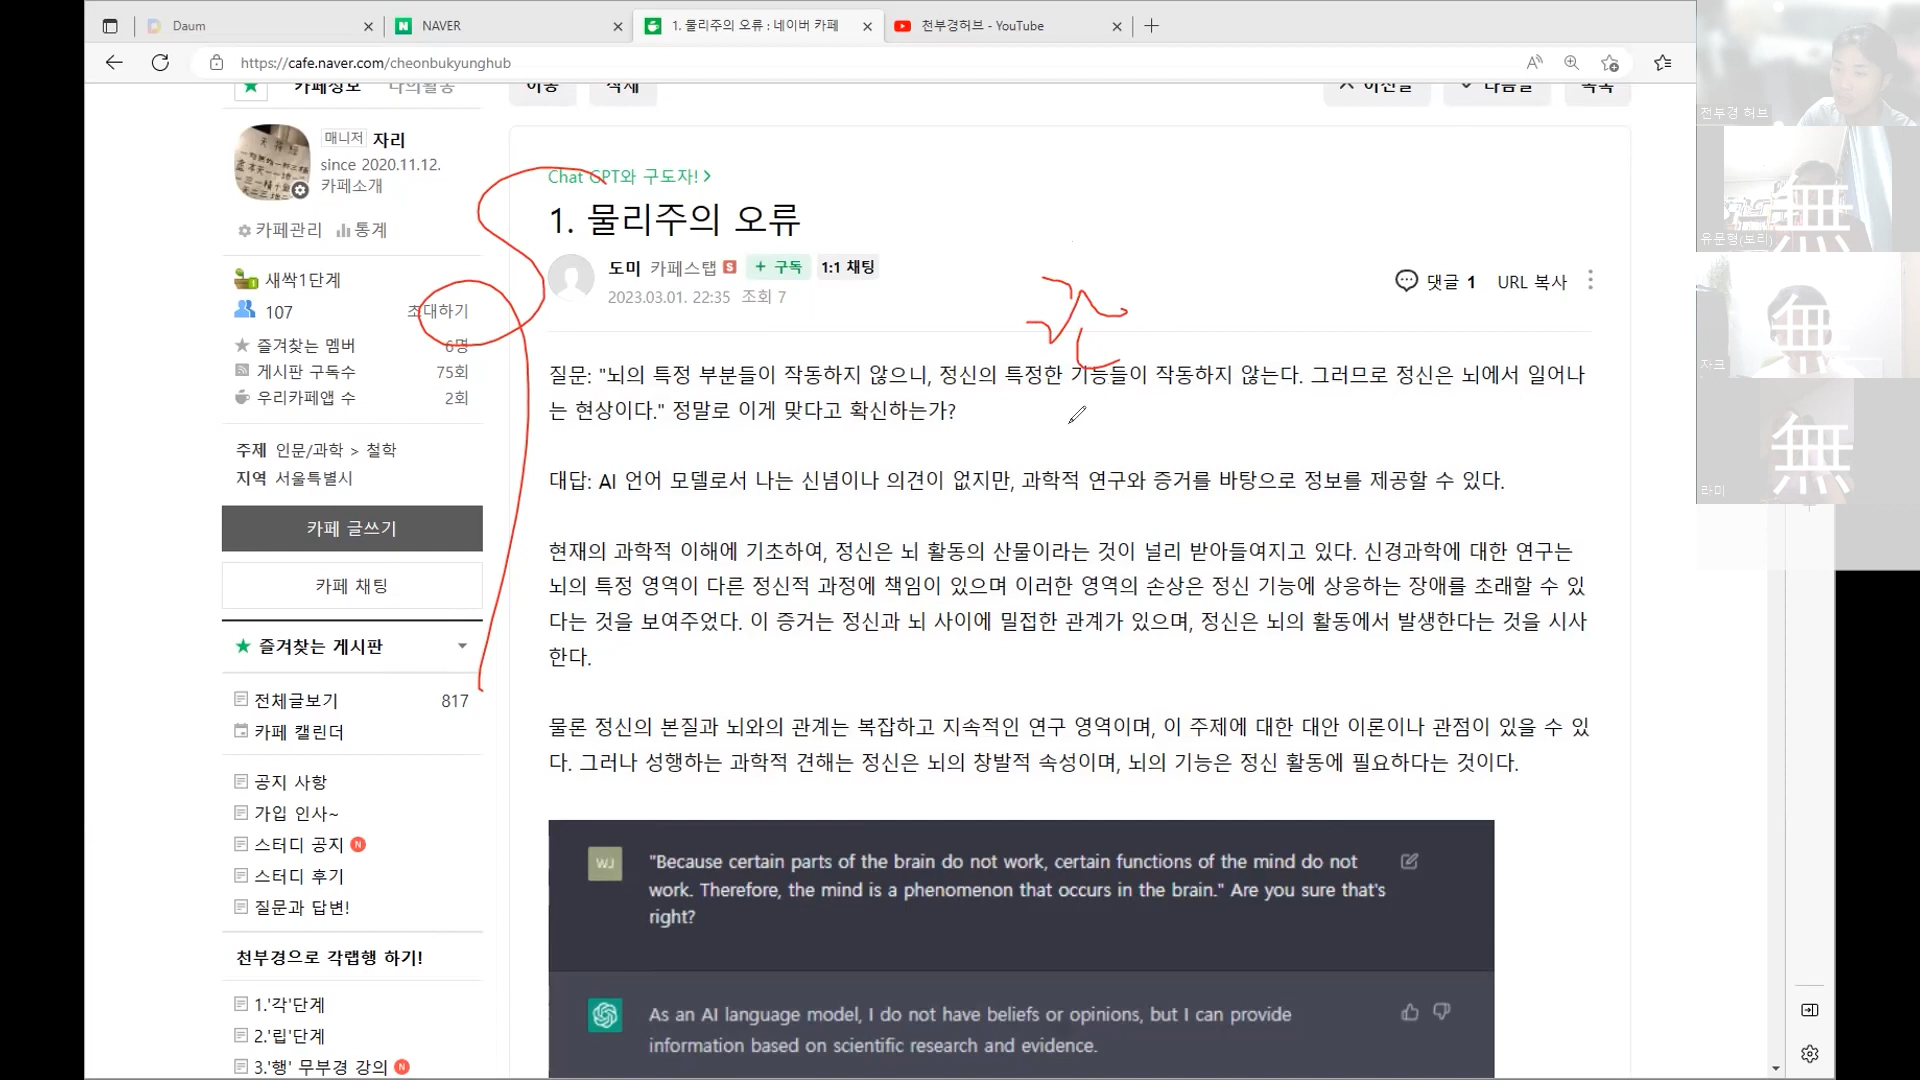 Daum
NAVER
1. 물리주의 오류 : 네이버 카페
천부경허브 - YouTube
https://cafe.naver.com/cheonbukyunghub
카페정보 나의활동
이동 삭제
이전글 다음글 목록
매니저 자리
since 2020.11.12.
카페소개
카페관리 통계
새싹1단계
107 초대하기
즐겨찾는 멤버 6명
게시판 구독수 75회
우리카페앱 수 2회
주제 인문/과학 > 철학
지역 서울특별시
카페 글쓰기
카페 채팅
즐겨찾는 게시판
전체글보기 817
카페 캘린더
공지 사항
가입 인사~
스터디 공지 N
스터디 후기
질문과 답변!
천부경으로 각랩행 하기!
1.'각'단계
2.'립'단계
3.'행' 무부경 강의 N
Chat GPT와 구도자! >
1. 물리주의 오류
도미 카페스탭 S + 구독 1:1 채팅
2023.03.01. 22:35 조회 7
댓글 1 URL 복사
질문: "뇌의 특정 부분들이 작동하지 않으니, 정신의 특정한 기능들이 작동하지 않는다. 그러므로 정신은 뇌에서 일어나
는 현상이다." 정말로 이게 맞다고 확신하는가?
대답: AI 언어 모델로서 나는 신념이나 의견이 없지만, 과학적 연구와 증거를 바탕으로 정보를 제공할 수 있다.
현재의 과학적 이해에 기초하여, 정신은 뇌 활동의 산물이라는 것이 널리 받아들여지고 있다. 신경과학에 대한 연구는
뇌의 특정 영역이 다른 정신적 과정에 책임이 있으며 이러한 영역의 손상은 정신 기능에 상응하는 장애를 초래할 수 있
다는 것을 보여주었다. 이 증거는 정신과 뇌 사이에 밀접한 관계가 있으며, 정신은 뇌의 활동에서 발생한다는 것을 시사
한다.
물론 정신의 본질과 뇌와의 관계는 복잡하고 지속적인 연구 영역이며, 이 주제에 대한 대안 이론이나 관점이 있을 수 있
다. 그러나 성행하는 과학적 견해는 정신은 뇌의 창발적 속성이며, 뇌의 기능은 정신 활동에 필요하다는 것이다.
WJ
"Because certain parts of the brain do not work, certain functions of the mind do not
work. Therefore, the mind is a phenomenon that occurs in the brain." Are you sure that's
right?
As an AI language model, I do not have beliefs or opinions, but I can provide
information based on scientific research and evidence.
천부경 허브
無
유문형(보리)
無
자크
無
라미